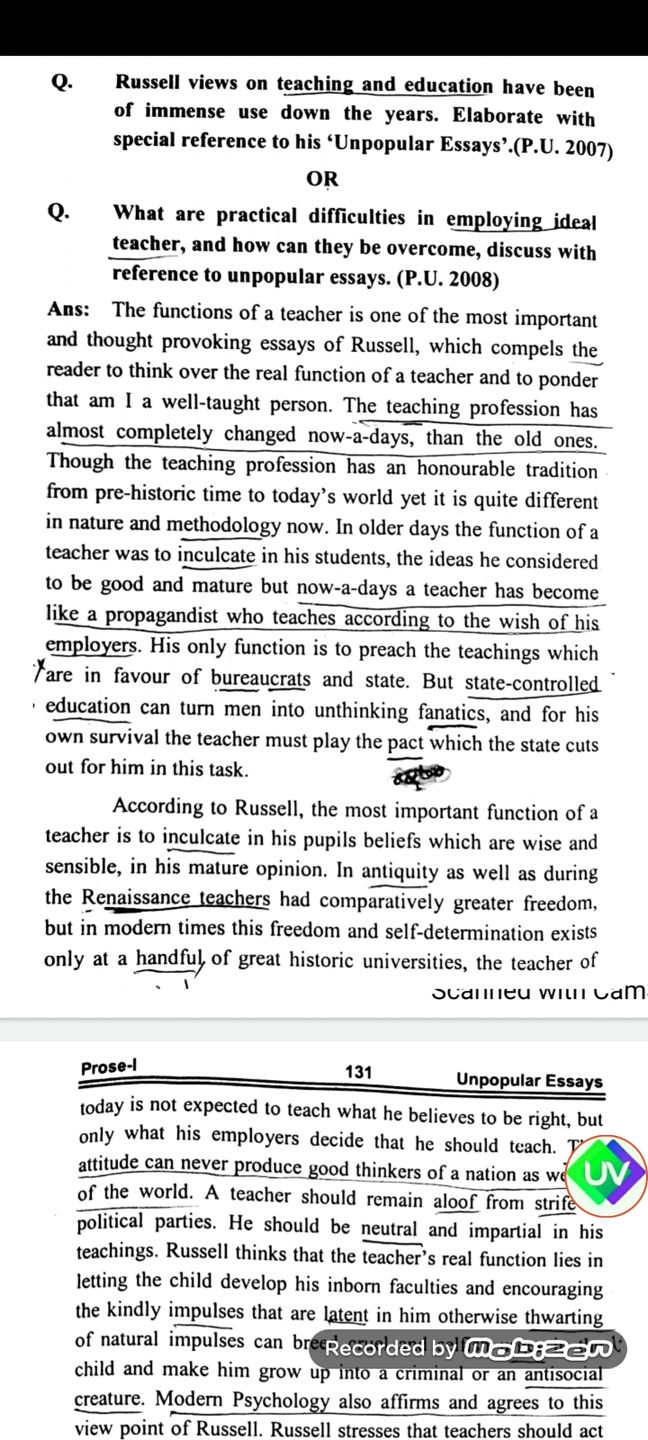 Q. Russell views on teaching and education have been
of immense use down the years. Elaborate with
special reference to his 'Unpopular Essays'.(P.U. 2007)
OR
Q. What are practical difficulties in employing ideal
teacher, and how can they be overcome, discuss with
reference to unpopular essays. (P.U. 2008)
Ans: The functions of a teacher is one of the most important
and thought provoking essays of Russell, which compels the
reader to think over the real function of a teacher and to ponder
that am I a well-taught person. The teaching profession has
almost completely changed now-a-days, than the old ones.
Though the teaching profession has an honourable tradition
from pre-historic time to today's world yet it is quite different
in nature and methodology now. In older days the function of a
teacher was to inculcate in his students, the ideas he considered
to be good and mature but now-a-days a teacher has become
like a propagandist who teaches according to the wish of his
employers. His only function is to preach the teachings which
are in favour of bureaucrats and state. But state-controlled
education can turn men into unthinking fanatics, and for his
own survival the teacher must play the pact which the state cuts
out for him in this task.
According to Russell, the most important function of a
teacher is to inculcate in his pupils beliefs which are wise and
sensible, in his mature opinion. In antiquity as well as during
the Renaissance teachers had comparatively greater freedom,
but in modern times this freedom and self-determination exists
only at a handful of great historic universities, the teacher of
Scanned with Cam
Prose-I 131 Unpopular Essays
today is not expected to teach what he believes to be right, but
only what his employers decide that he should teach.
attitude can never produce good thinkers of a nation as
of the world. A teacher should remain aloof from strife
UV
political parties. He should be neutral and impartial in his
teachings. Russell thinks that the teacher's real function lies in
letting the child develop his inborn faculties and encouraging
the kindly impulses that are latent in him otherwise thwarting
of natural impulses can
Recorded by mobizen
child and make him grow up into a criminal or an antisocial
creature. Modern Psychology also affirms and agrees to this
view point of Russell. Russell stresses that teachers should act